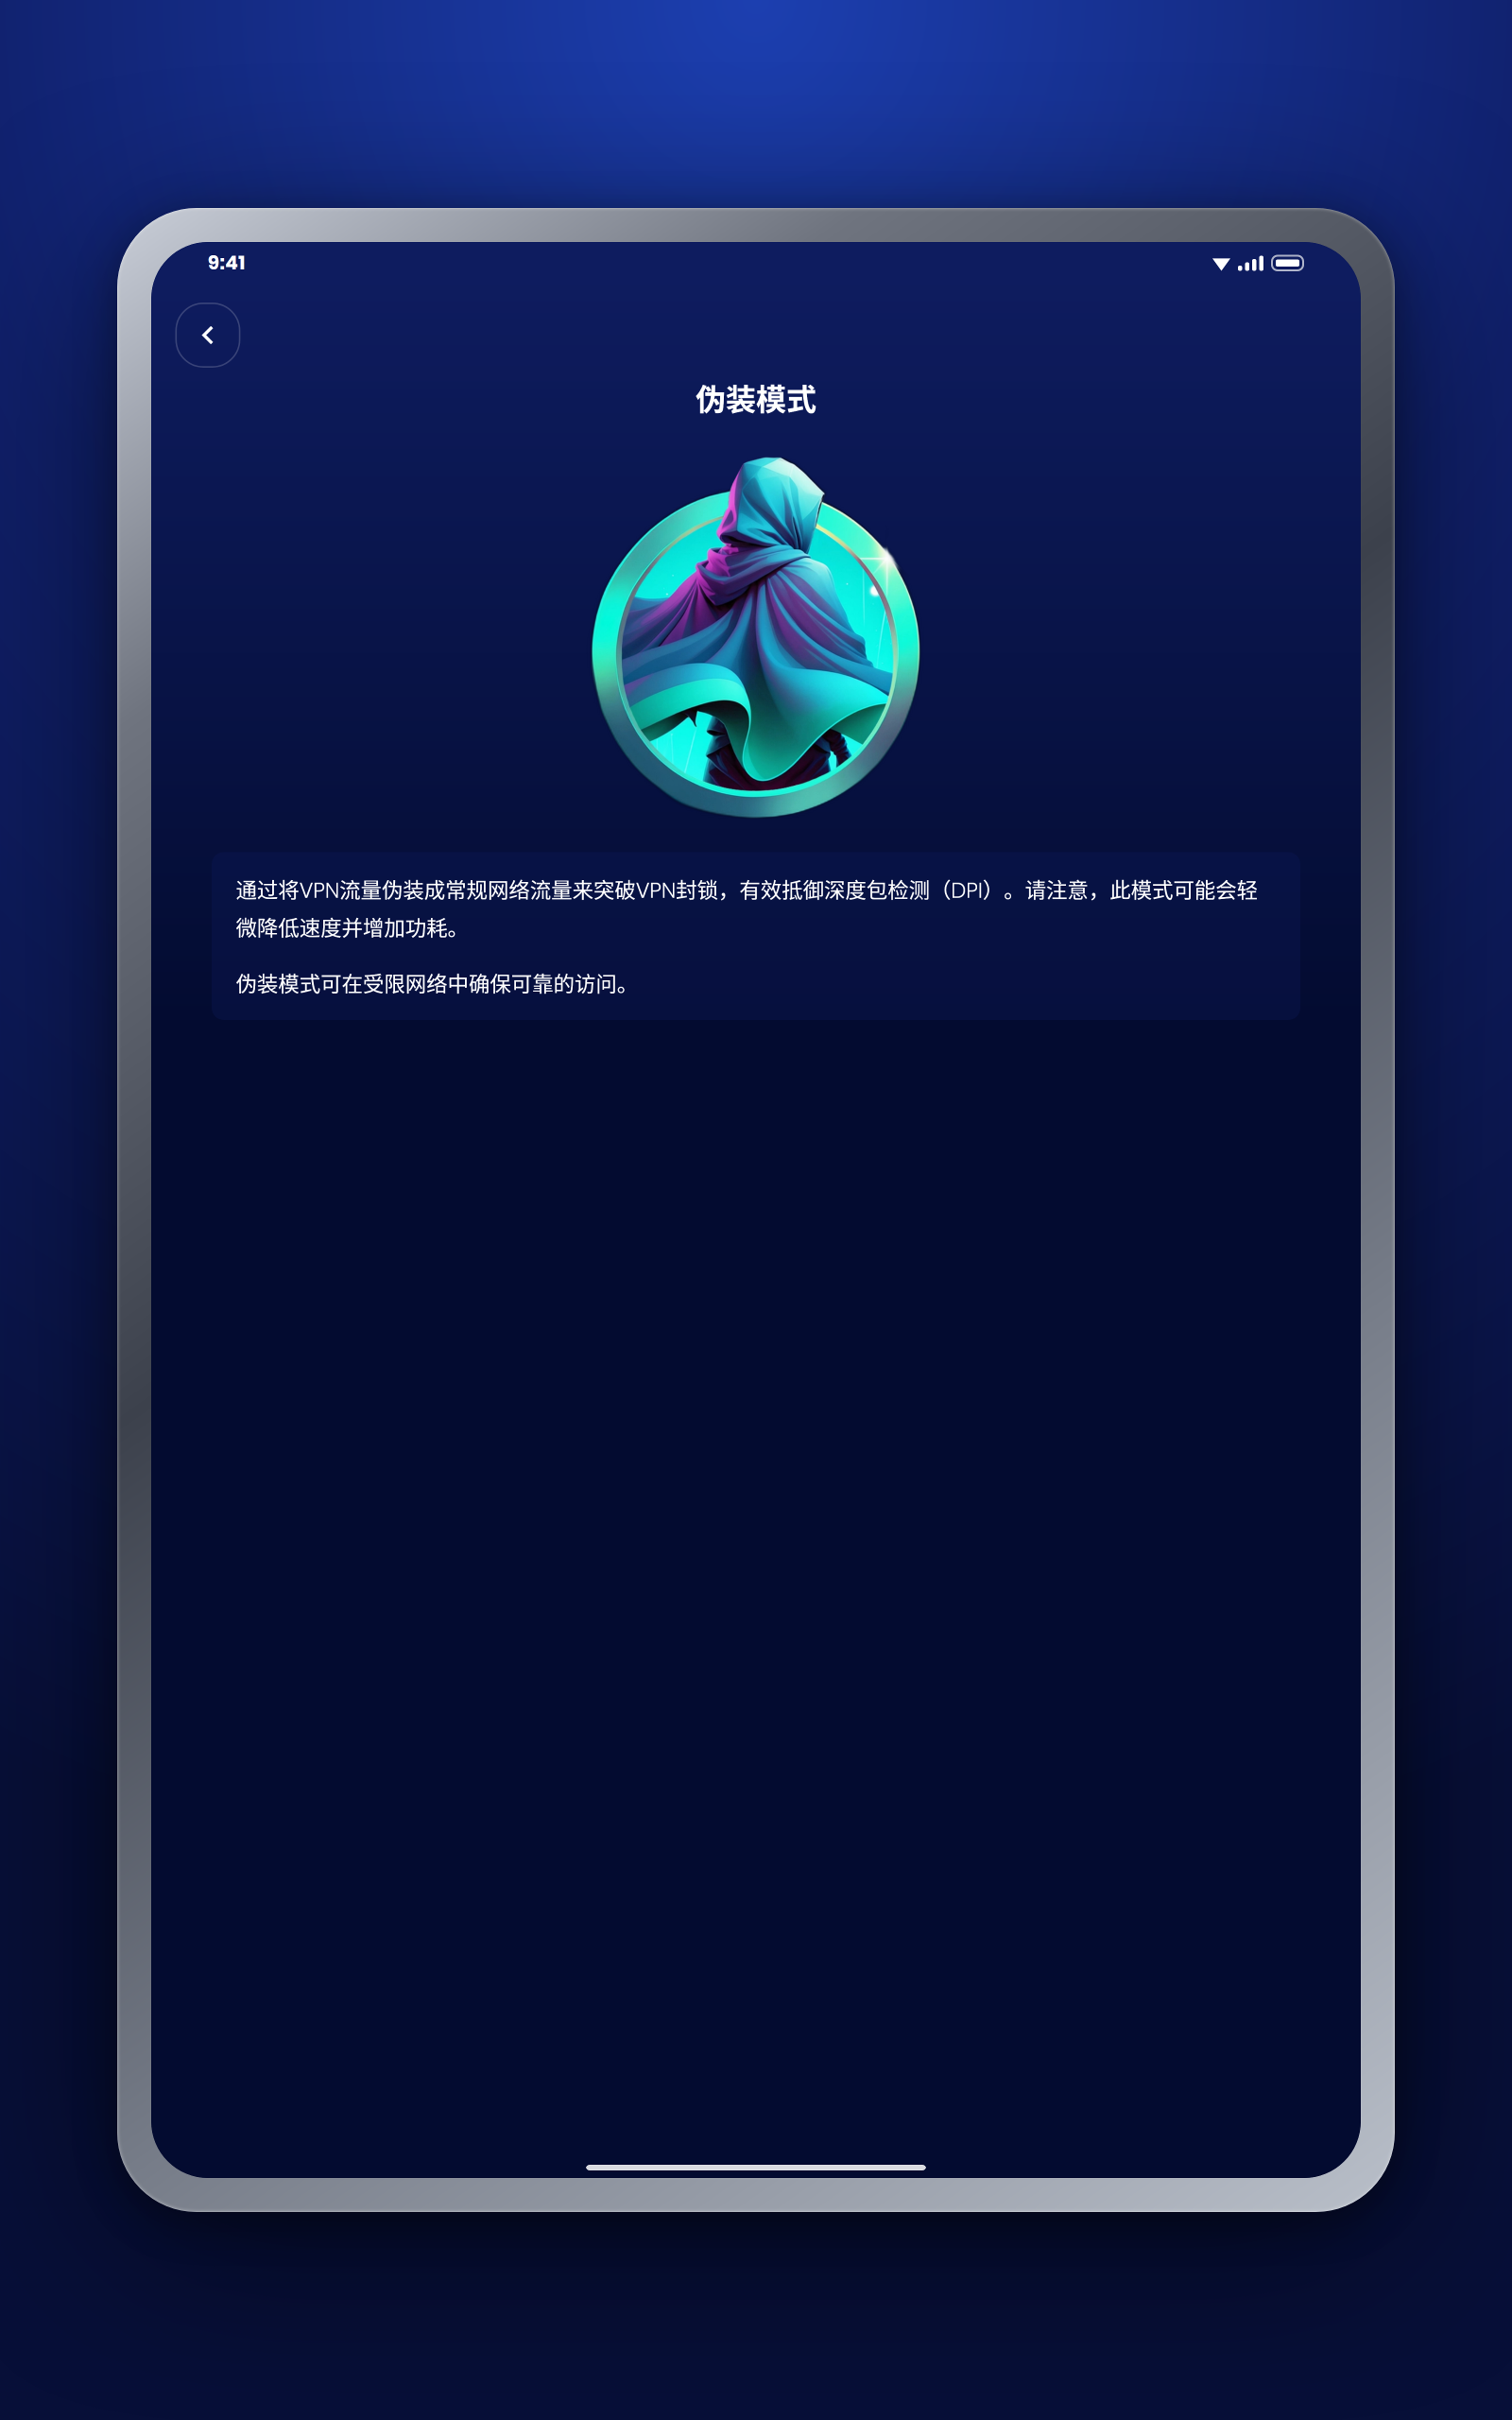 9:41
伪装模式
通过将VPN流量伪装成常规网络流量来突破VPN封锁，有效抵御深度包检测（DPI）。请注意，此模式可能会轻
微降低速度并增加功耗。
伪装模式可在受限网络中确保可靠的访问。